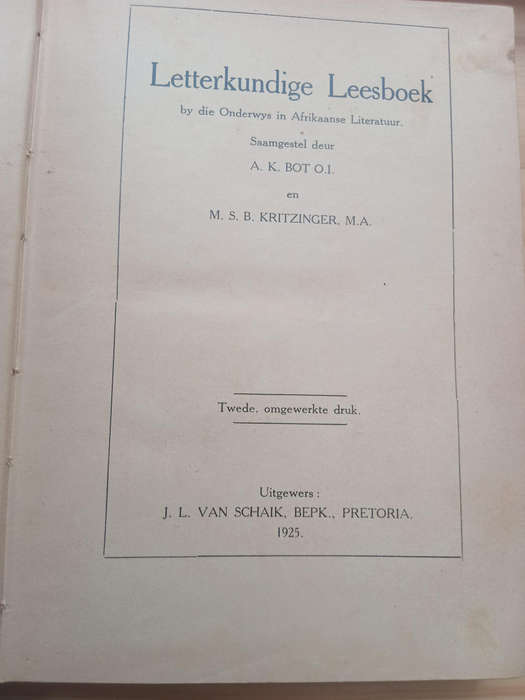 Letterkundige Leesboek
by die Onderwys in Afrikaanse Literatuur.
Saamgestel deur
A. K. BOT O.I.
en
M. S. B. KRITZINGER, M.A.
Twede, omgewerkte druk.
Uitgewers :
J. L. VAN SCHAIK, BEPK., PRETORIA.
1925.